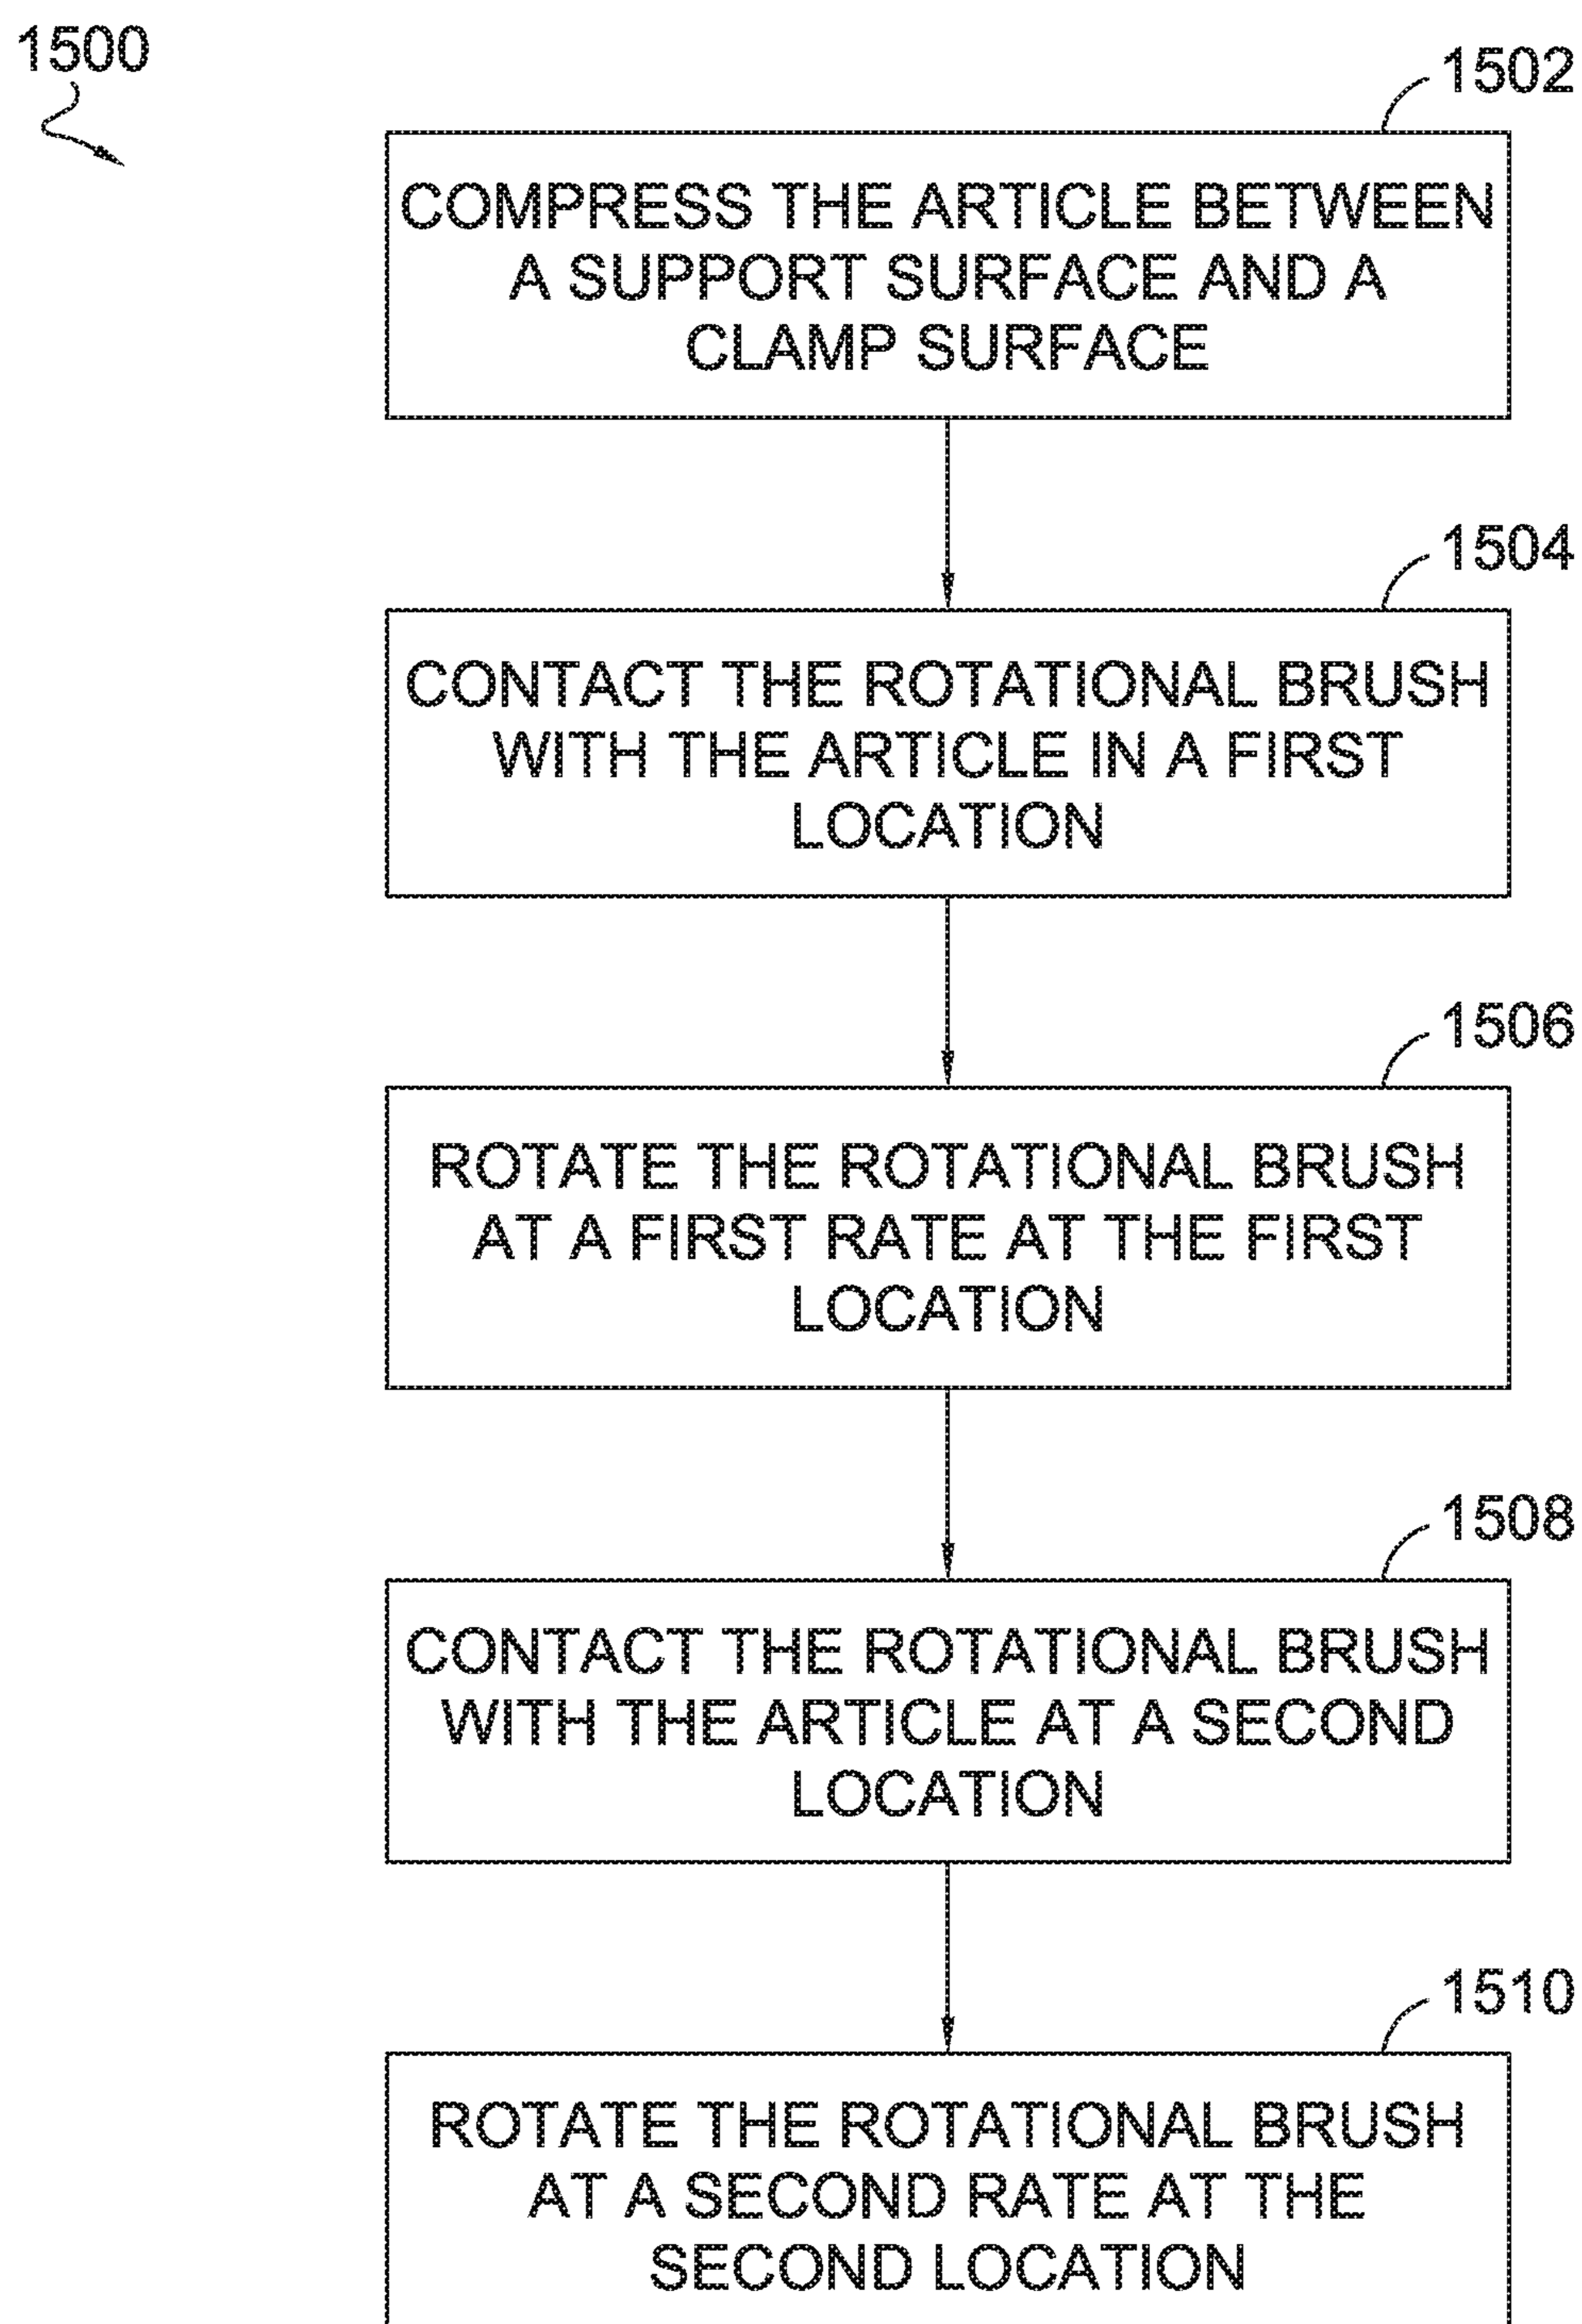 1500
1502
COMPRESS THE ARTICLE BETWEEN
A SUPPORT SURFACE AND A
CLAMP SURFACE
1504
CONTACT THE ROTATIONAL BRUSH
WITH THE ARTICLE IN A FIRST
LOCATION
1506
ROTATE THE ROTATIONAL BRUSH
AT A FIRST RATE AT THE FIRST
LOCATION
1508
CONTACT THE ROTATIONAL BRUSH
WITH THE ARTICLE AT A SECOND
LOCATION
1510
ROTATE THE ROTATIONAL BRUSH
AT A SECOND RATE AT THE
SECOND LOCATION